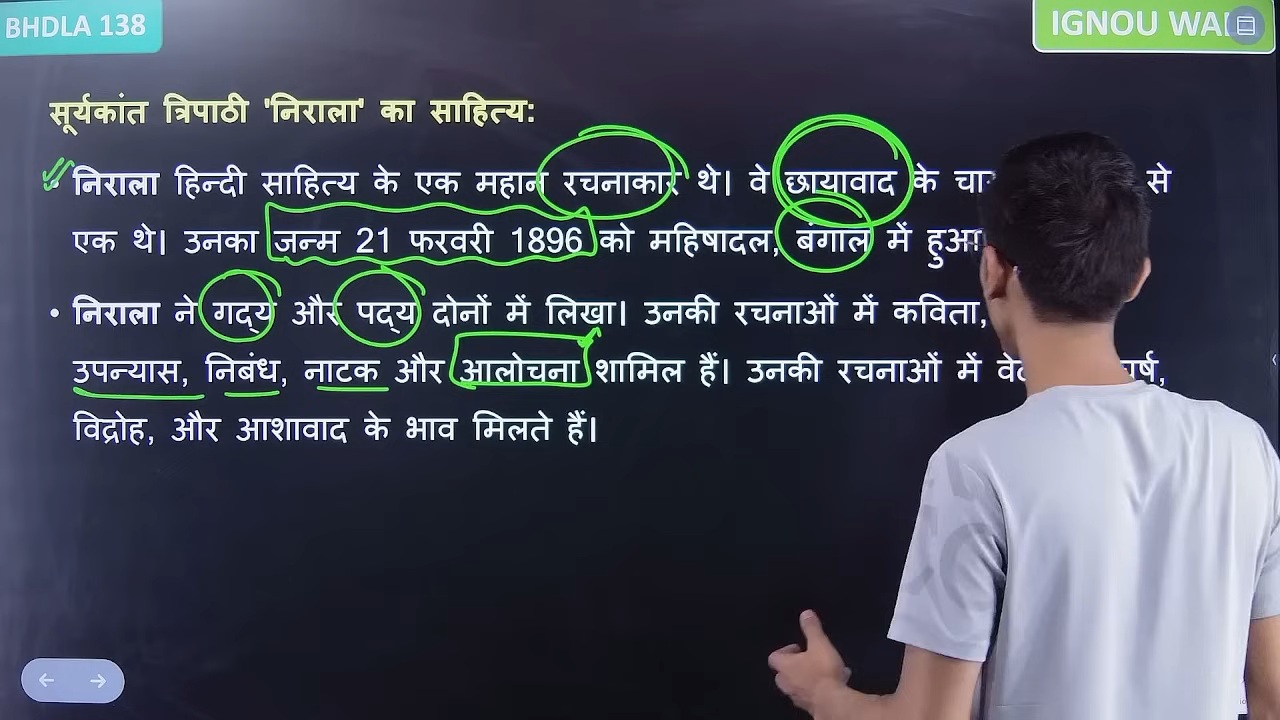 BHDLA 138
IGNOU WA
सूर्यकांत त्रिपाठी 'निराला' का साहित्य:
• निराला हिन्दी साहित्य के एक महान रचनाकार थे। वे छायावाद के से
एक थे। उनका जन्म 21 फरवरी 1896 को महिषादल, बंगाल में
• निराला ने गद्य और पद्य दोनों में लिखा। उनकी रचनाओं में कविता,
उपन्यास, निबंध, नाटक और आलोचना शामिल हैं। उनकी रचनाओं में
विद्रोह, और आशावाद के भाव मिलते हैं।